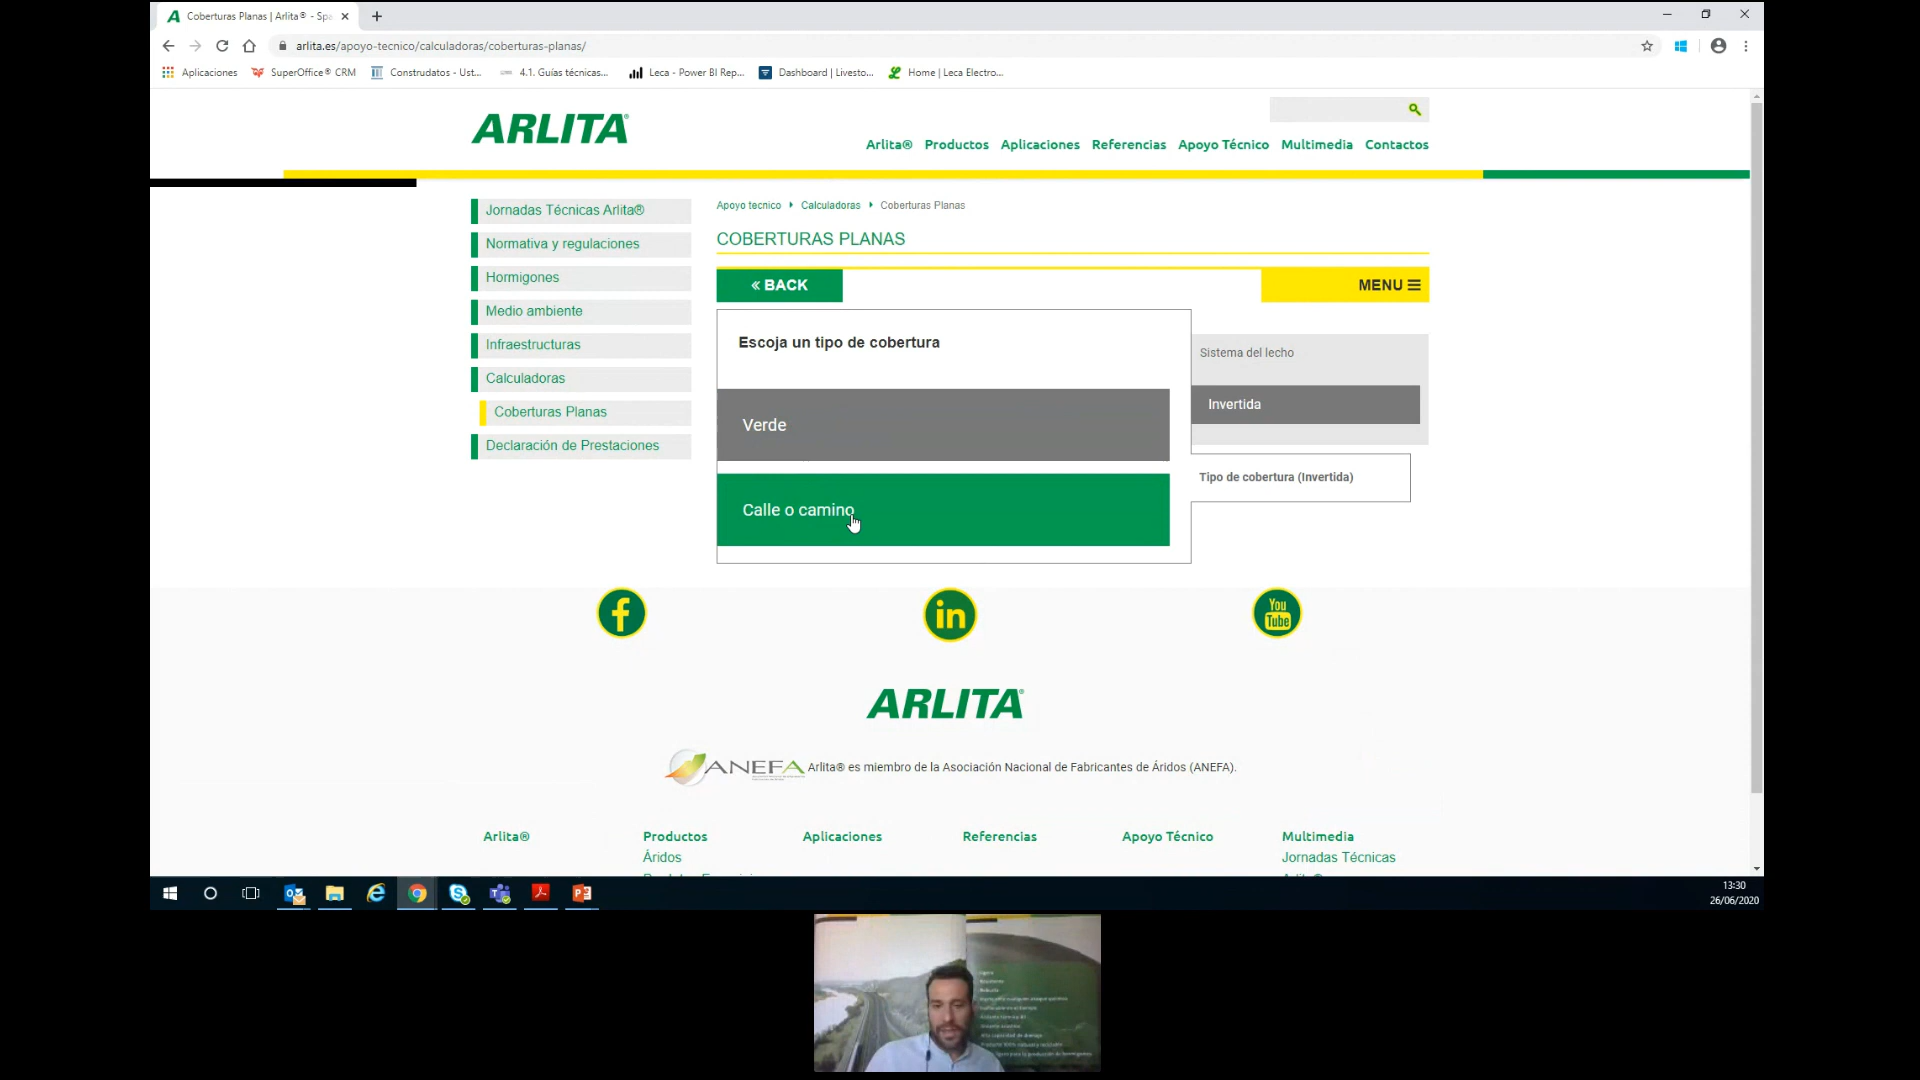 Coberturas Planas | Arlita® - Spa
arlita.es/apoyo-tecnico/calculadoras/coberturas-planas/
Aplicaciones
SuperOffice® CRM
Construdatos - Ust...
4.1. Guías técnicas...
Leca - Power BI Rep...
Dashboard | Livesto...
Home | Leca Electro...
ARLITA®
Arlita® Productos Aplicaciones Referencias Apoyo Técnico Multimedia Contactos
Jornadas Técnicas Arlita®
Normativa y regulaciones
Hormigones
Medio ambiente
Infraestructuras
Calculadoras
Coberturas Planas
Declaración de Prestaciones
Apoyo tecnico Calculadoras Coberturas Planas
COBERTURAS PLANAS
« BACK
MENU
Escoja un tipo de cobertura
Verde
Calle o camino
Sistema del lecho
Invertida
Tipo de cobertura (Invertida)
f
in
You
Tube
ARLITA®
ANEFA
Arlita® es miembro de la Asociación Nacional de Fabricantes de Áridos (ANEFA).
Arlita®
Productos
Áridos
Aplicaciones
Referencias
Apoyo Técnico
Multimedia
Jornadas Técnicas
13:30
26/06/2020